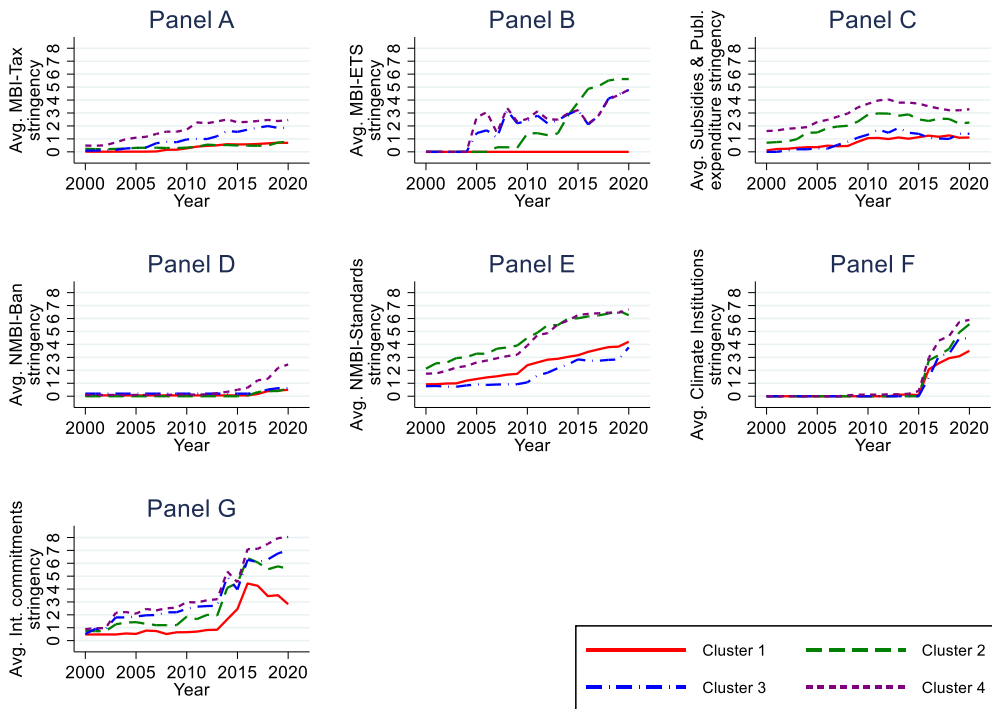 Panel A
Avg. MBI-Tax
stringency
0 1 2 3 4 5 6 7 8
2000 2005 2010 2015 2020
Year
Panel B
Avg. MBI-ETS
stringency
0 1 2 3 4 5 6 7 8
2000 2005 2010 2015 2020
Year
Panel C
Avg. Subsidies & Publ.
expenditure stringency
0 1 2 3 4 5 6 7 8
2000 2005 2010 2015 2020
Year
Panel D
Avg. NMBI-Ban
stringency
0 1 2 3 4 5 6 7 8
2000 2005 2010 2015 2020
Year
Panel E
Avg. NMBI-Standards
stringency
0 1 2 3 4 5 6 7 8
2000 2005 2010 2015 2020
Year
Panel F
Avg. Climate Institutions
stringency
0 1 2 3 4 5 6 7 8
2000 2005 2010 2015 2020
Year
Panel G
Avg. Int. commitments
stringency
0 1 2 3 4 5 6 7 8
2000 2005 2010 2015 2020
Year
Cluster 1 Cluster 2
Cluster 3 Cluster 4